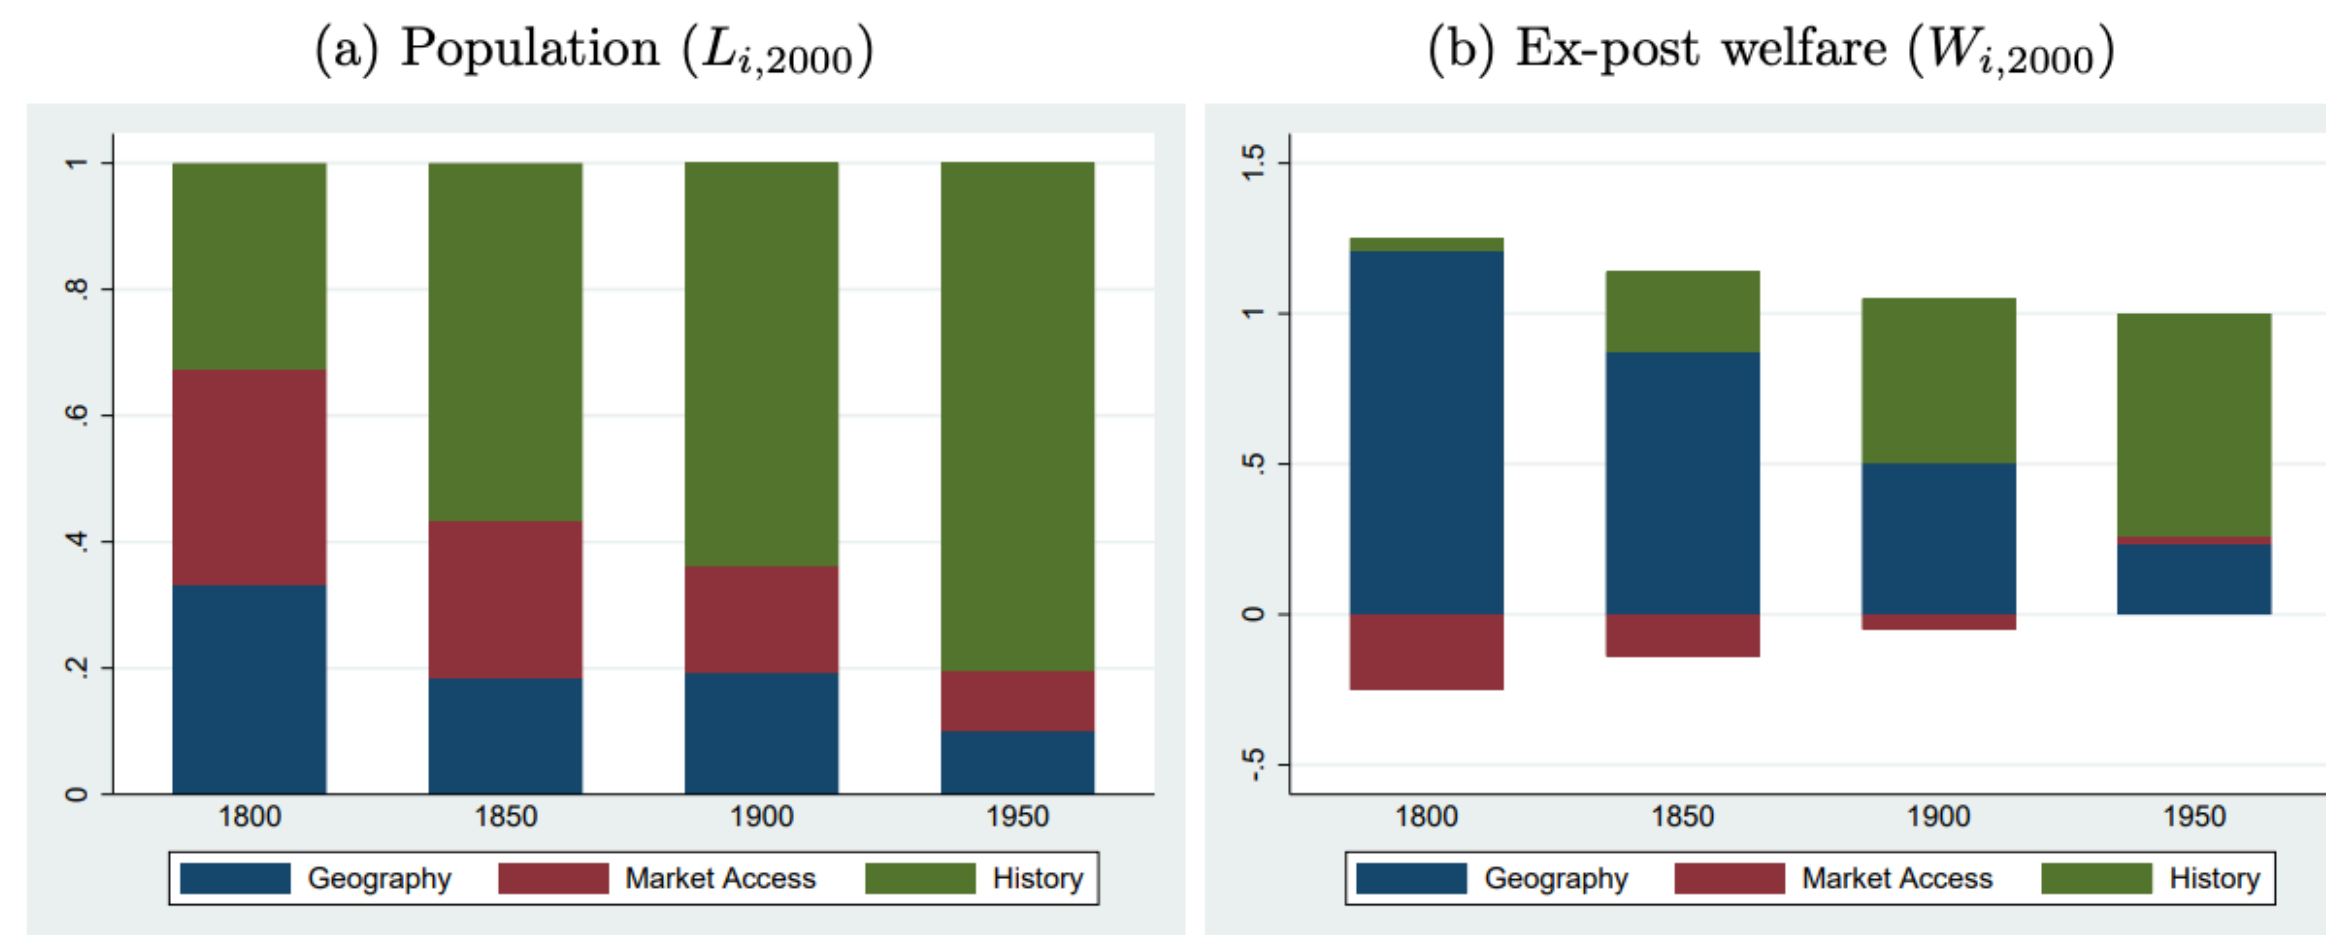 (a) Population (L_{i,2000})
1
.8
.6
.4
.2
0
1800 1850 1900 1950
Geography Market Access History
(b) Ex-post welfare (W_{i,2000})
1.5
1
.5
0
-.5
1800 1850 1900 1950
Geography Market Access History